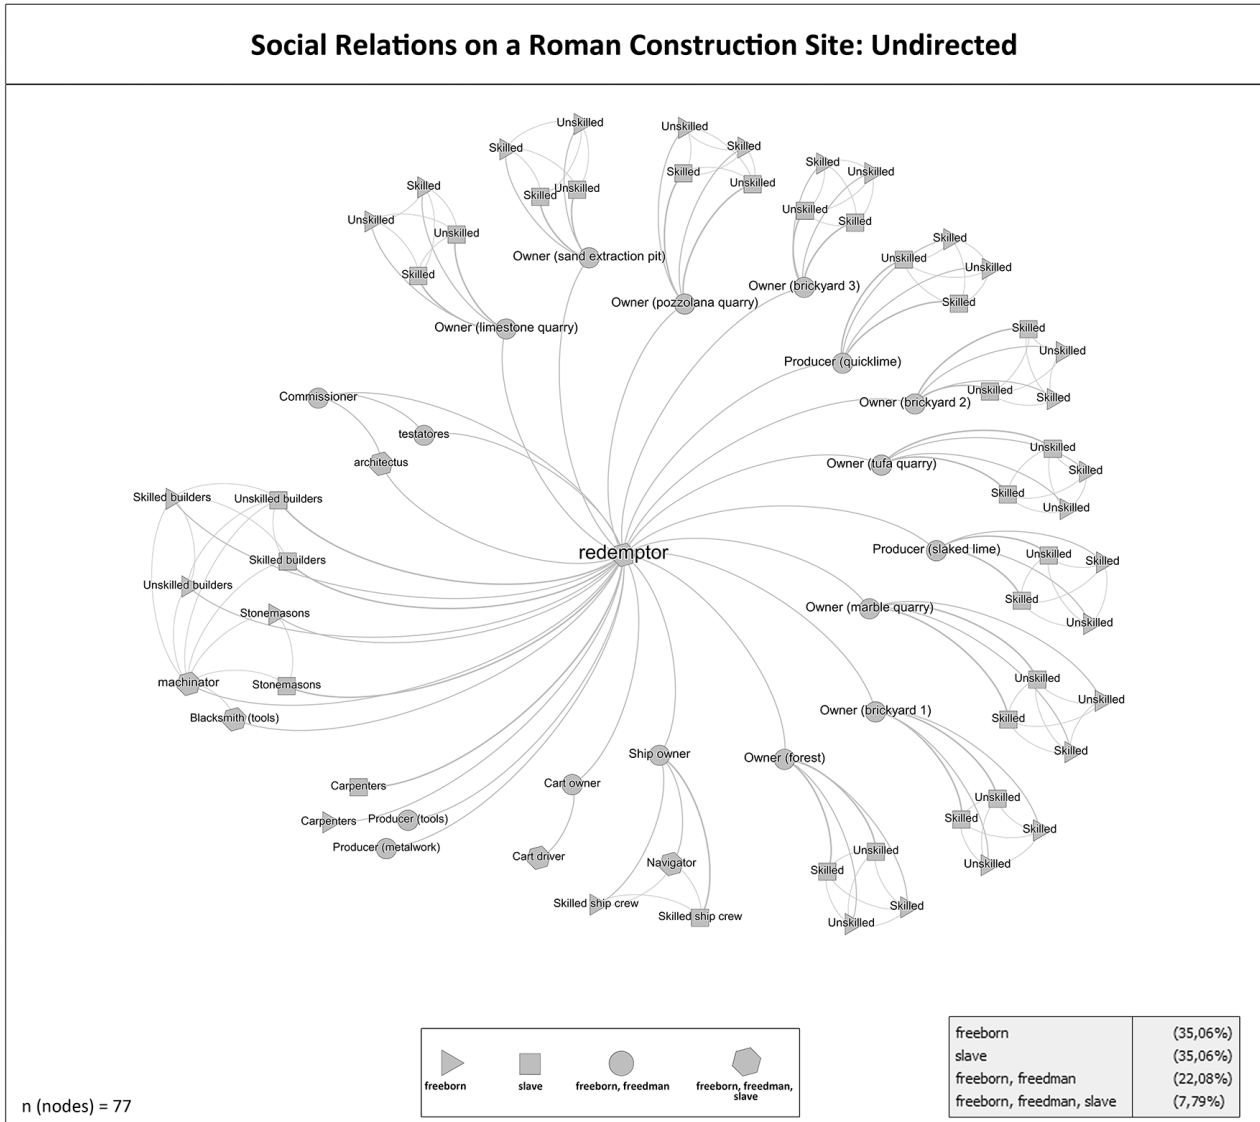 Social Relations on a Roman Construction Site: Undirected
Unskilled
Skilled
Skilled
Unskilled
Owner (sand extraction pit)
Unskilled
Skilled
Skilled
Unskilled
Owner (pozzolana quarry)
Skilled
Unskilled
Unskilled
Skilled
Owner (brickyard 3)
Skilled
Unskilled
Unskilled
Skilled
Owner (limestone quarry)
Skilled
Unskilled
Unskilled
Skilled
Producer (quicklime)
Skilled
Unskilled
Unskilled
Skilled
Owner (brickyard 2)
Commissioner
testatores
architectus
Unskilled
Owner (tufa quarry)
Skilled
Skilled
Unskilled
Skilled builders
Unskilled builders
Skilled builders
Unskilled builders
Stonemasons
machinator
Stonemasons
Blacksmith (tools)
redemptor
Producer (slaked lime)
Unskilled
Skilled
Skilled
Unskilled
Owner (marble quarry)
Unskilled
Unskilled
Skilled
Skilled
Owner (brickyard 1)
Unskilled
Skilled
Skilled
Unskilled
Carpenters
Carpenters
Producer (tools)
Producer (metalwork)
Cart owner
Cart driver
Ship owner
Navigator
Skilled ship crew
Skilled ship crew
Owner (forest)
Unskilled
Skilled
Skilled
Unskilled
freeborn
slave
freeborn, freedman
freeborn, freedman,
slave
freeborn (35,06%)
slave (35,06%)
freeborn, freedman (22,08%)
freeborn, freedman, slave (7,79%)
n (nodes) = 77